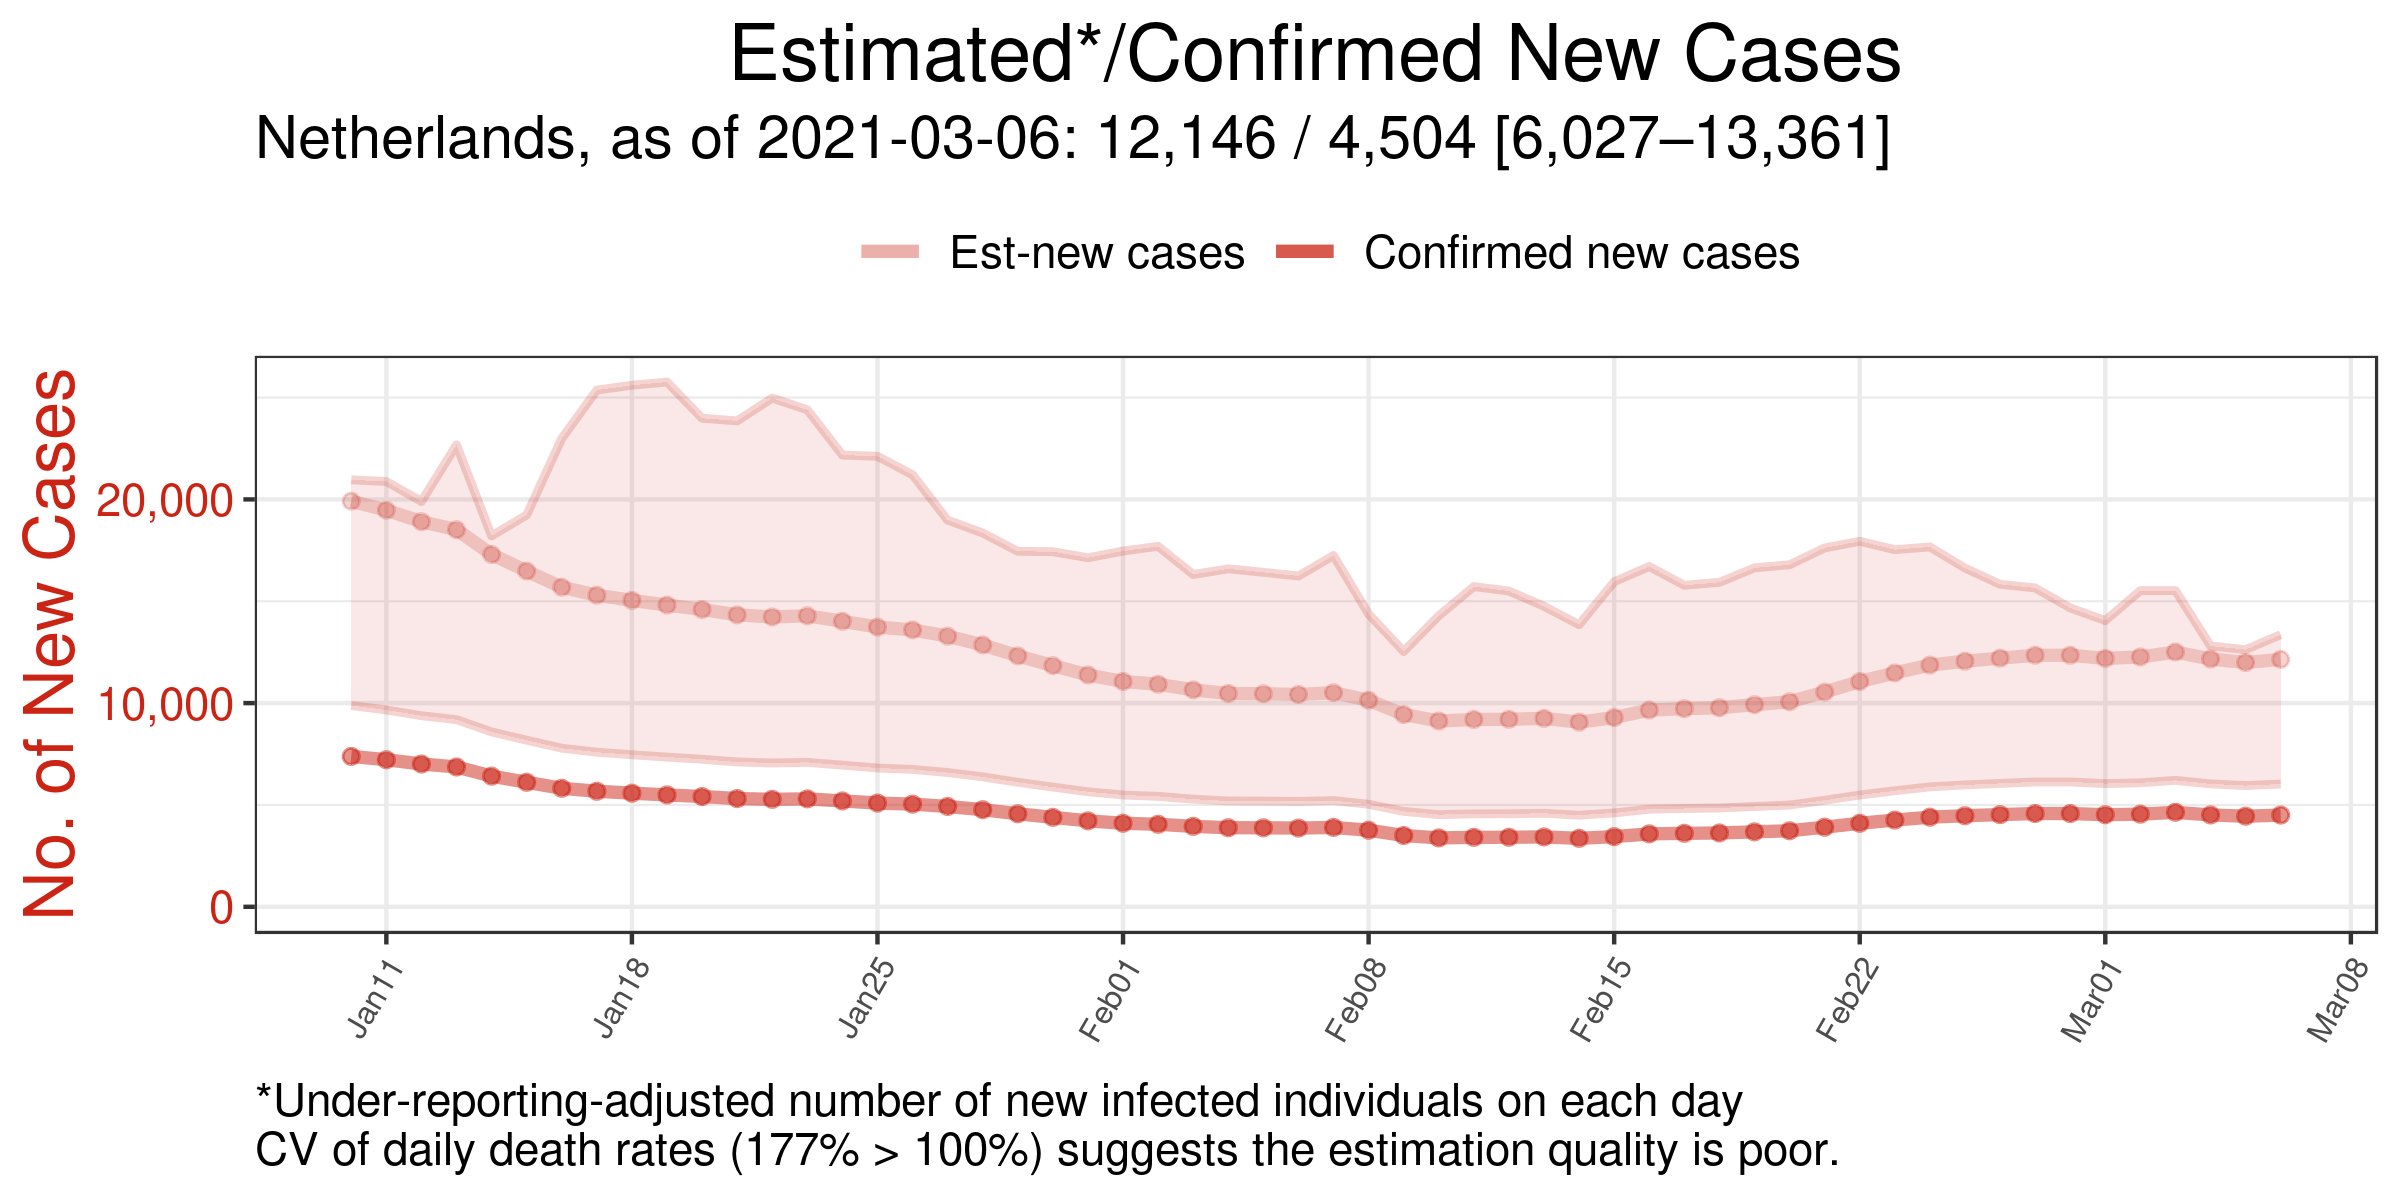 Estimated*/Confirmed New Cases
Netherlands, as of 2021-03-06: 12,146 / 4,504 [6,027–13,361]
Est-new cases
Confirmed new cases
No. of New Cases
20,000
10,000
0
Jan11
Jan18
Jan25
Feb01
Feb08
Feb15
Feb22
Mar01
Mar08
*Under-reporting-adjusted number of new infected individuals on each day
CV of daily death rates (177% > 100%) suggests the estimation quality is poor.